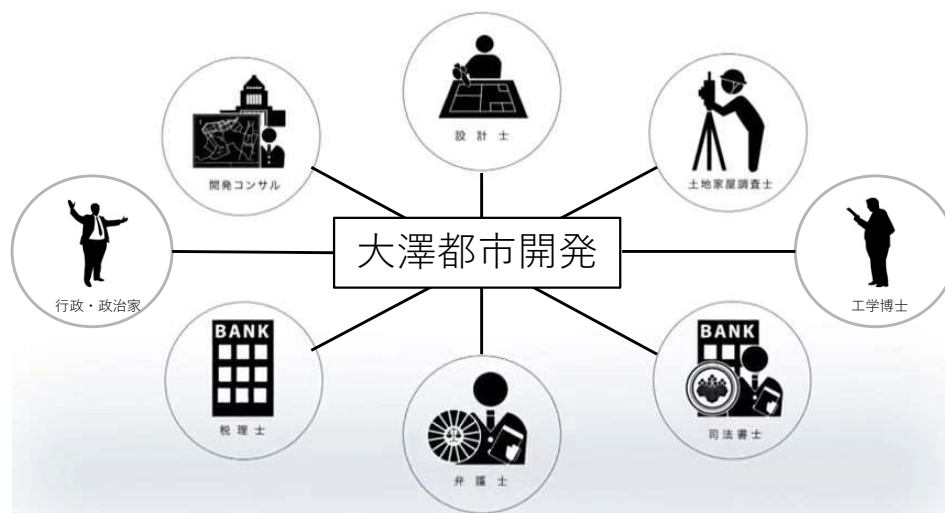 設計士
開発コンサル
土地家屋調査士
大澤都市開発
行政・政治家
工学博士
BANK
税理士
弁護士
BANK
司法書士